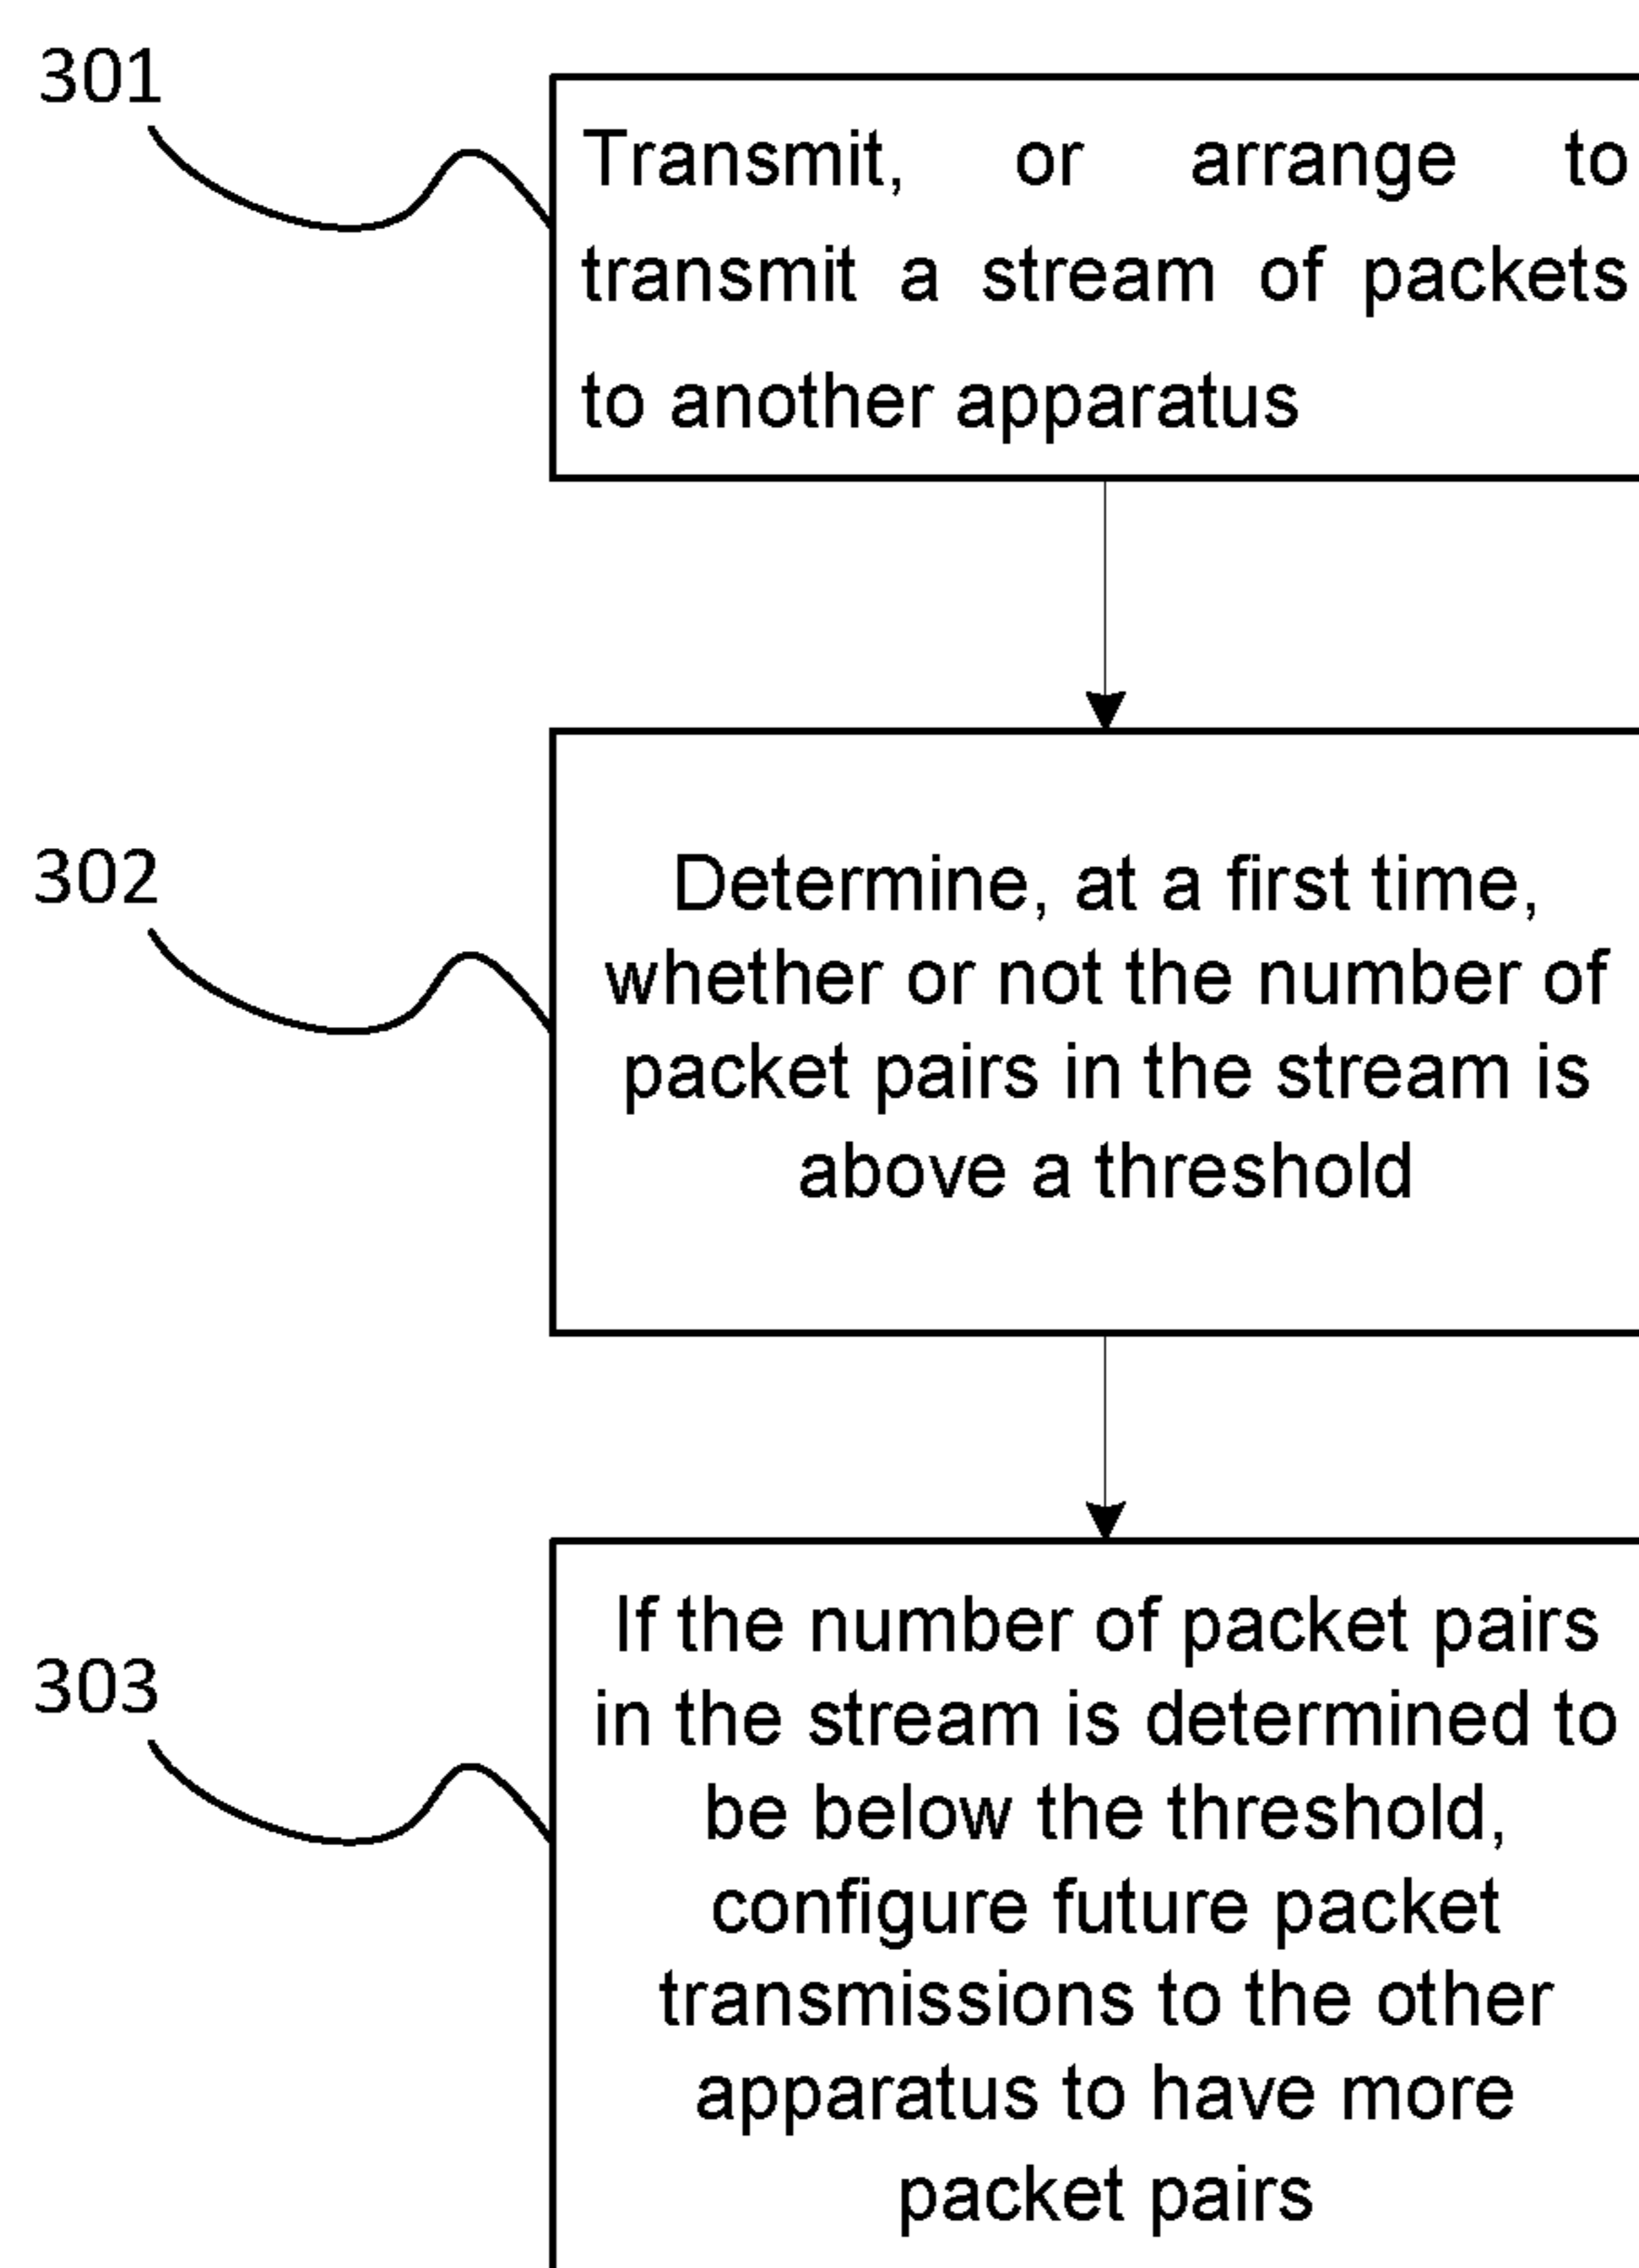 301
Transmit, or arrange to
transmit a stream of packets
to another apparatus
302
Determine, at a first time,
whether or not the number of
packet pairs in the stream is
above a threshold
303
If the number of packet pairs
in the stream is determined to
be below the threshold,
configure future packet
transmissions to the other
apparatus to have more
packet pairs